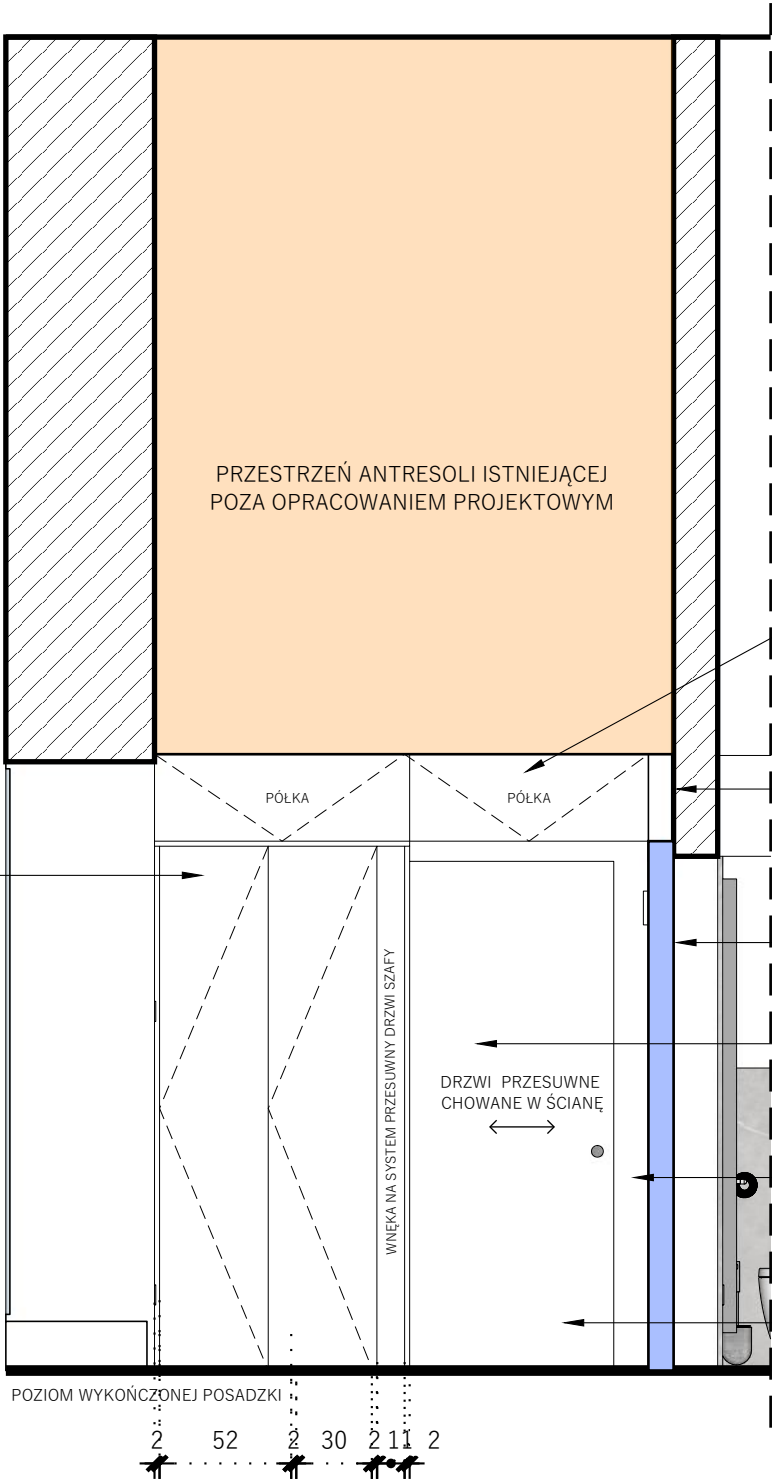 PRZESTRZEŃ ANTRESOLI ISTNIEJĄCEJ
POZA OPRACOWANIEM PROJEKTOWYM
PÓŁKA
PÓŁKA
WNĘKA NA SYSTEM PRZESUWNY DRZWI SZAFY
DRZWI PRZESUWNE
CHOWANE W ŚCIANĘ
POZIOM WYKOŃCZONEJ POSADZKI
2 52 2 30 2 11 2